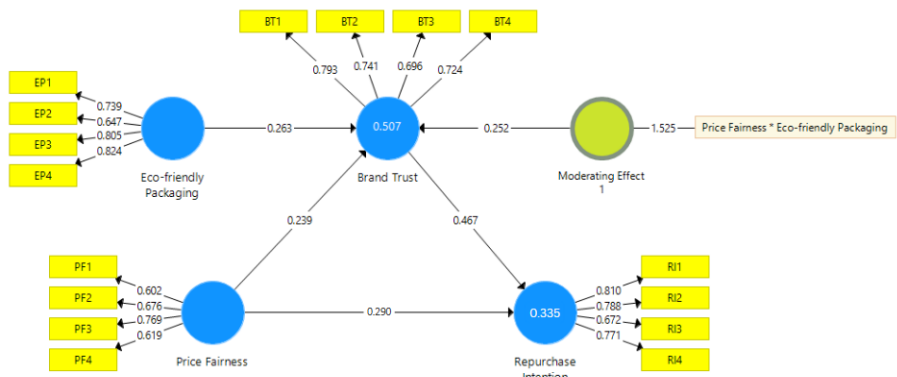 BT1
BT2
BT3
BT4
0.793
0.741
0.696
0.724
EP1
EP2
EP3
EP4
0.739
0.647
0.805
0.824
0.263
0.507
0.252
1.525
Price Fairness * Eco-friendly Packaging
Eco-friendly
Packaging
Brand Trust
Moderating Effect
1
0.239
0.467
PF1
PF2
PF3
PF4
0.602
0.676
0.769
0.619
0.290
0.335
0.810
0.788
0.672
0.771
RI1
RI2
RI3
RI4
Price Fairness
Repurchase
Intention